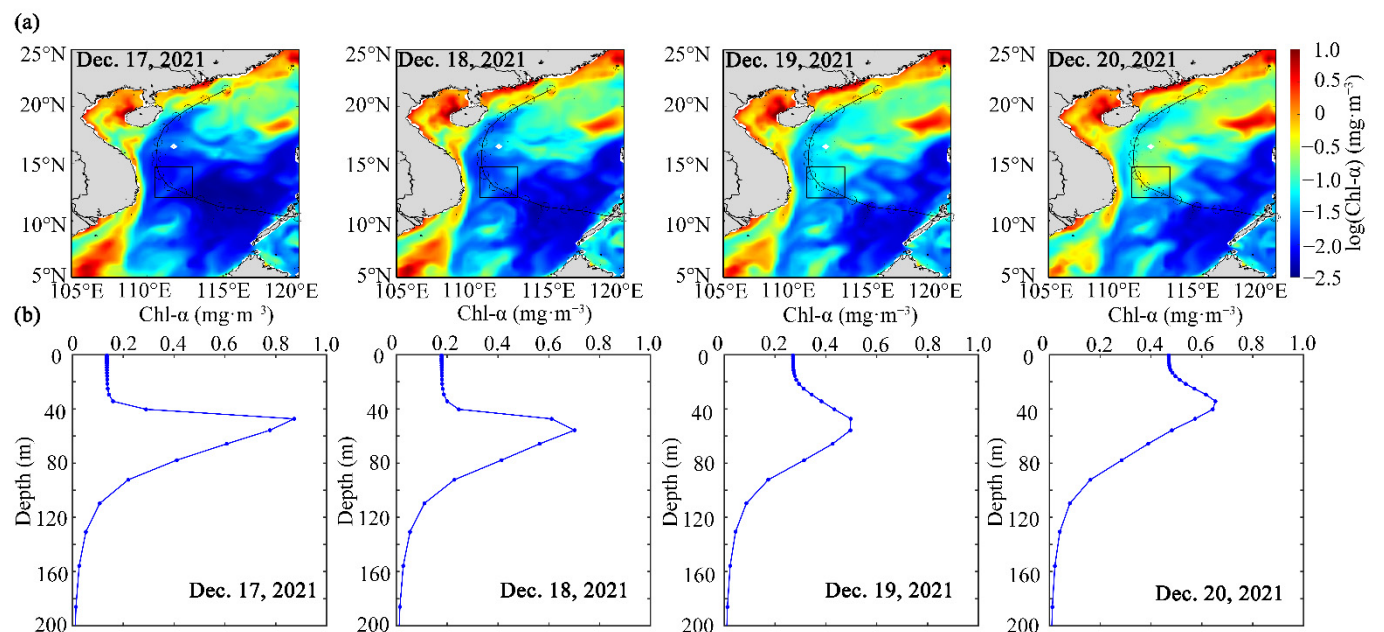 (a)
25°N 20°N 15°N 10°N 5°N
Dec. 17, 2021
105°E 110°E 115°E 120°E
25°N 20°N 15°N 10°N 5°N
Dec. 18, 2021
105°E 110°E 115°E 120°E
25°N 20°N 15°N 10°N 5°N
Dec. 19, 2021
105°E 110°E 115°E 120°E
25°N 20°N 15°N 10°N 5°N
Dec. 20, 2021
105°E 110°E 115°E 120°E
1.0
0.5
0
−0.5
−1.0
−1.5
−2.0
−2.5
log(Chl-α) (mg·m⁻³)
(b)
Chl-α (mg·m⁻³)
0 0.2 0.4 0.6 0.8 1.0
0 40 80 120 160 200
Depth (m)
Dec. 17, 2021
Chl-α (mg·m⁻³)
0 0.2 0.4 0.6 0.8 1.0
0 40 80 120 160 200
Depth (m)
Dec. 18, 2021
Chl-α (mg·m⁻³)
0 0.2 0.4 0.6 0.8 1.0
0 40 80 120 160 200
Depth (m)
Dec. 19, 2021
Chl-α (mg·m⁻³)
0 0.2 0.4 0.6 0.8 1.0
0 40 80 120 160 200
Depth (m)
Dec. 20, 2021